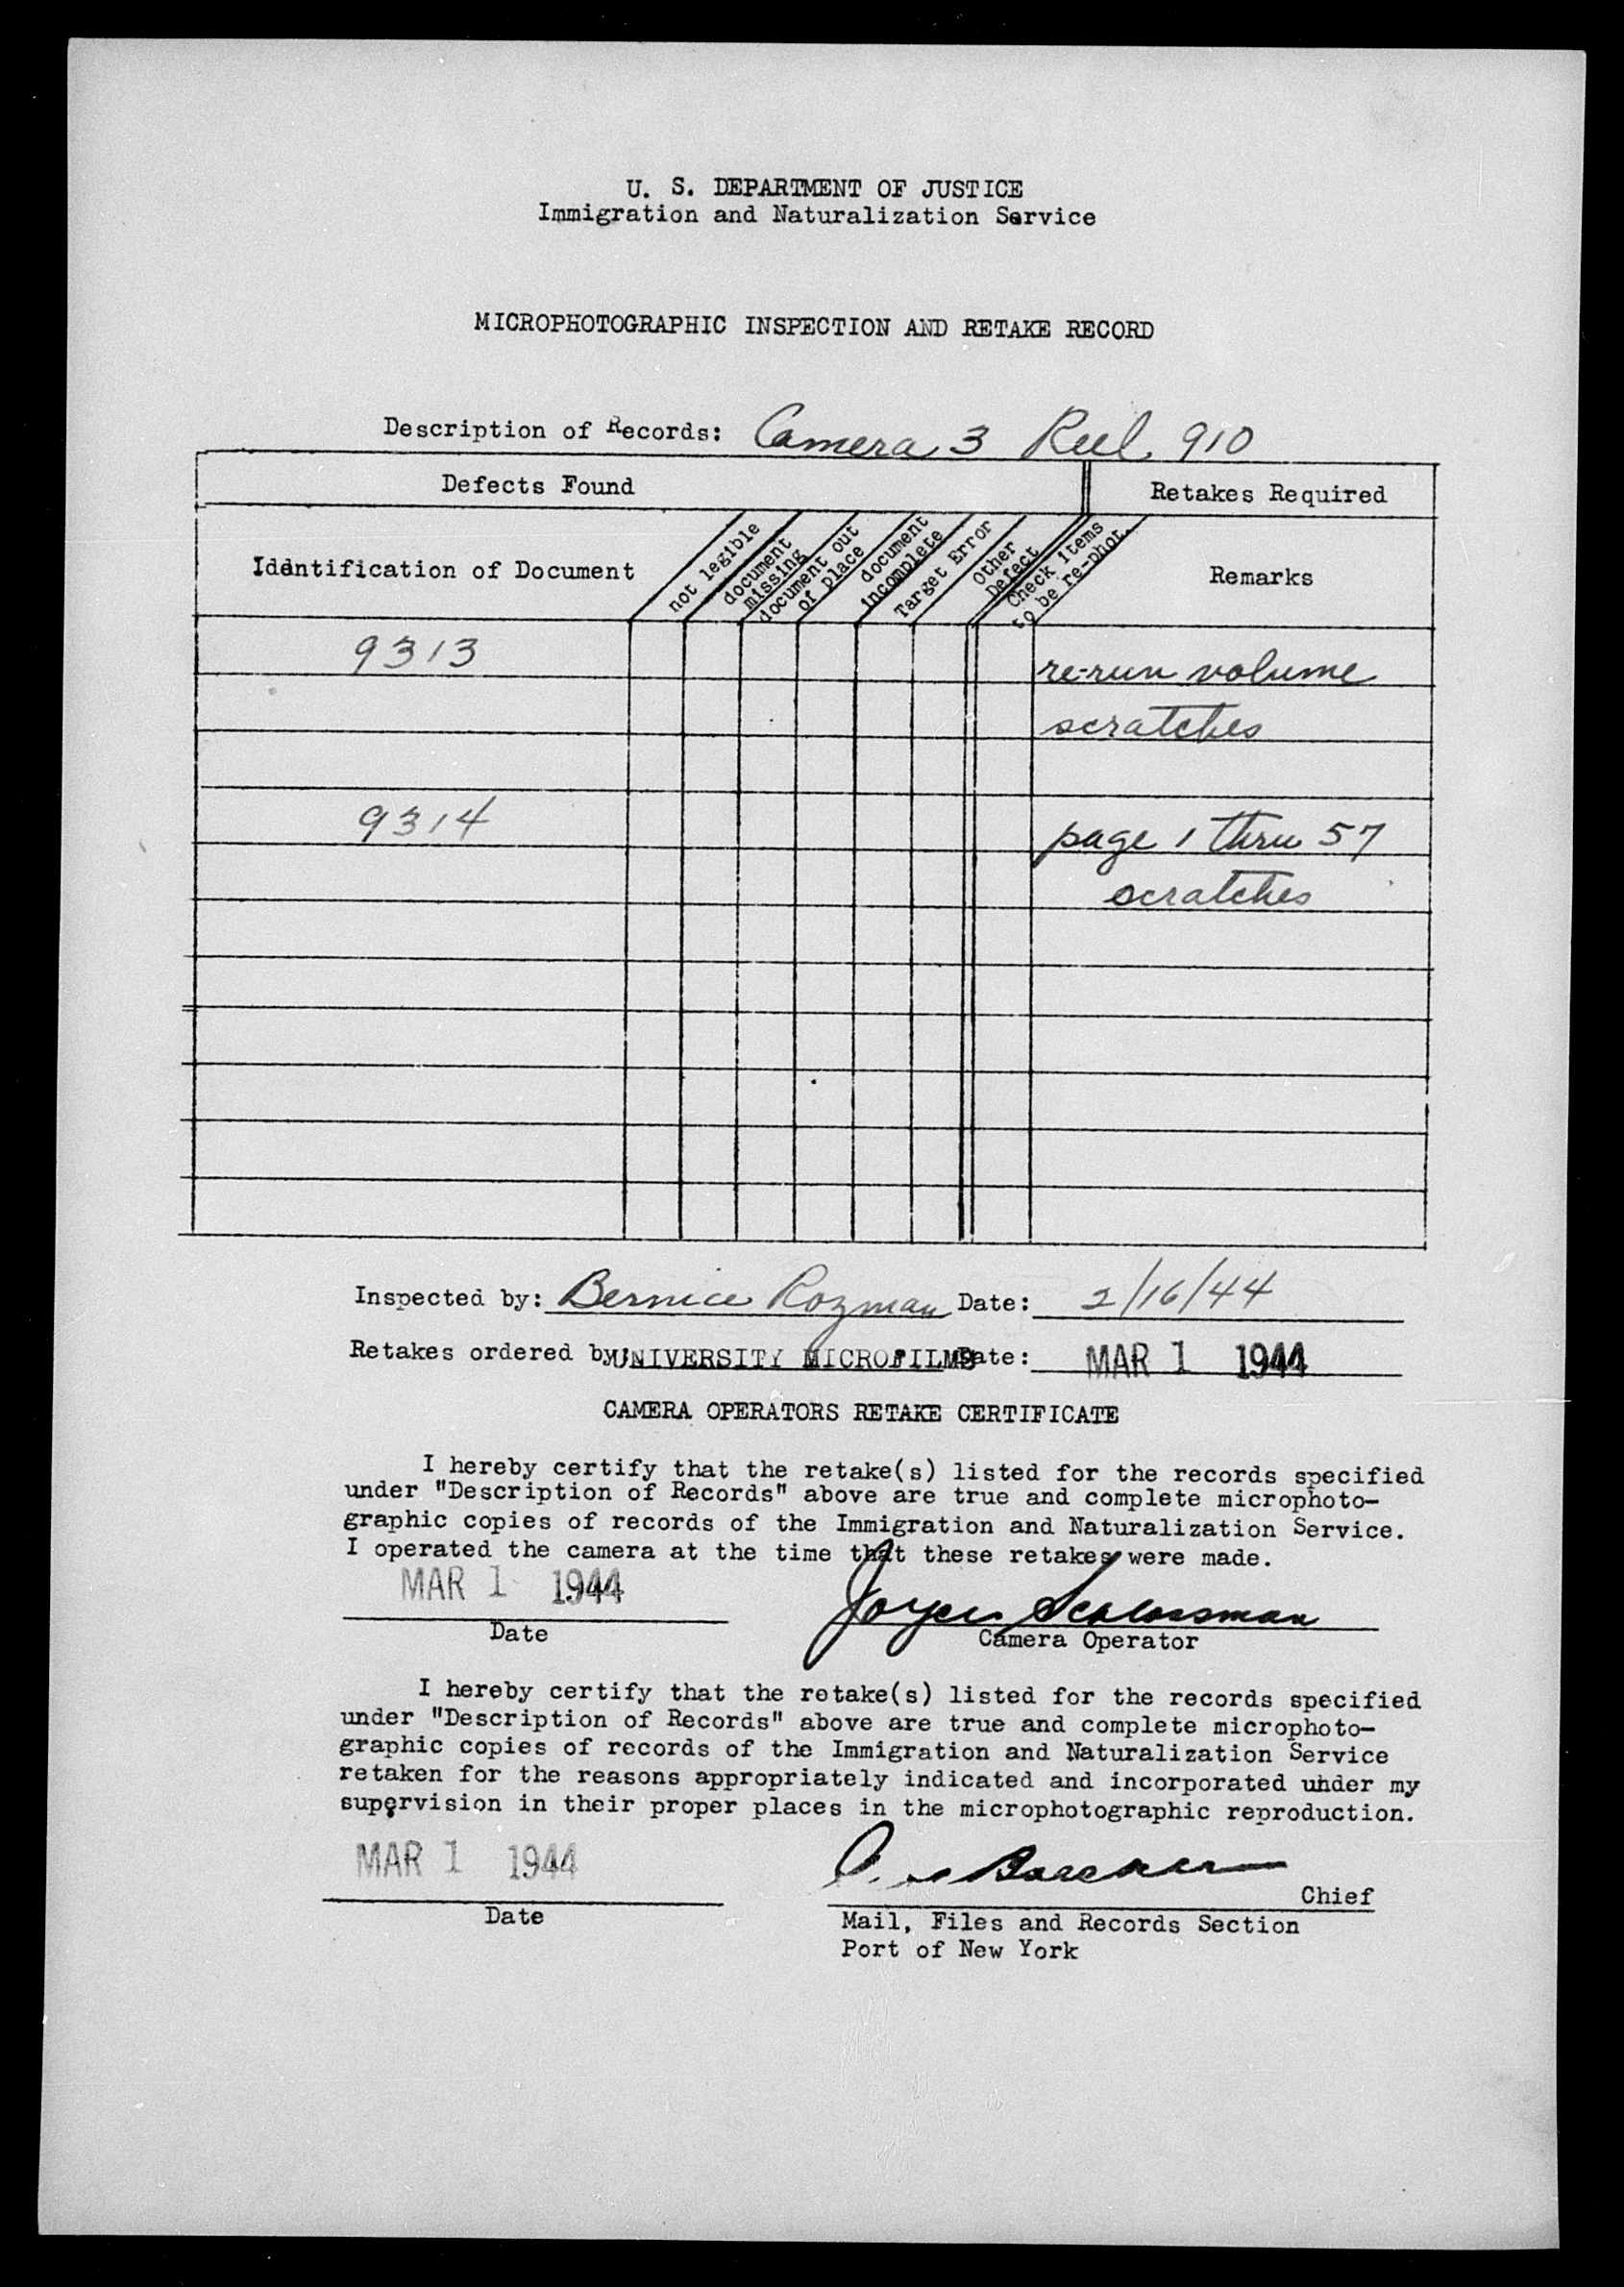 U. S. DEPARTMENT OF JUSTICE
Immigration and Naturalization Service
MICROPHOTOGRAPHIC INSPECTION AND RETAKE RECORD
Description of Records: Camera 3 Reel 910
Defects Found
Retakes Required
Identification of Document
not legible
document missing
document out of place
document incomplete
Target Error
Other Defect
Check items to be re-phot.
Remarks
9313
re-run volume
scratches
9314
page 1 thru 57
scratches
Inspected by: Bernice Rozman Date: 2/16/44
Retakes ordered by: UNIVERSITY MICROFILMS Date: MAR 1 1944
CAMERA OPERATORS RETAKE CERTIFICATE
I hereby certify that the retake(s) listed for the records specified
under "Description of Records" above are true and complete microphoto-
graphic copies of records of the Immigration and Naturalization Service.
I operated the camera at the time that these retakes were made.
MAR 1 1944
Joyce Schlossman
Date
Camera Operator
I hereby certify that the retake(s) listed for the records specified
under "Description of Records" above are true and complete microphoto-
graphic copies of records of the Immigration and Naturalization Service
retaken for the reasons appropriately indicated and incorporated under my
supervision in their proper places in the microphotographic reproduction.
MAR 1 1944
Chief
Date
Mail, Files and Records Section
Port of New York